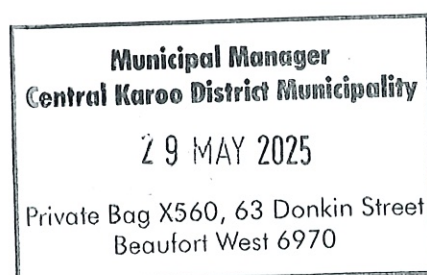 Municipal Manager
Central Karoo District Municipality
29 MAY 2025
Private Bag X560, 63 Donkin Street
Beaufort West 6970